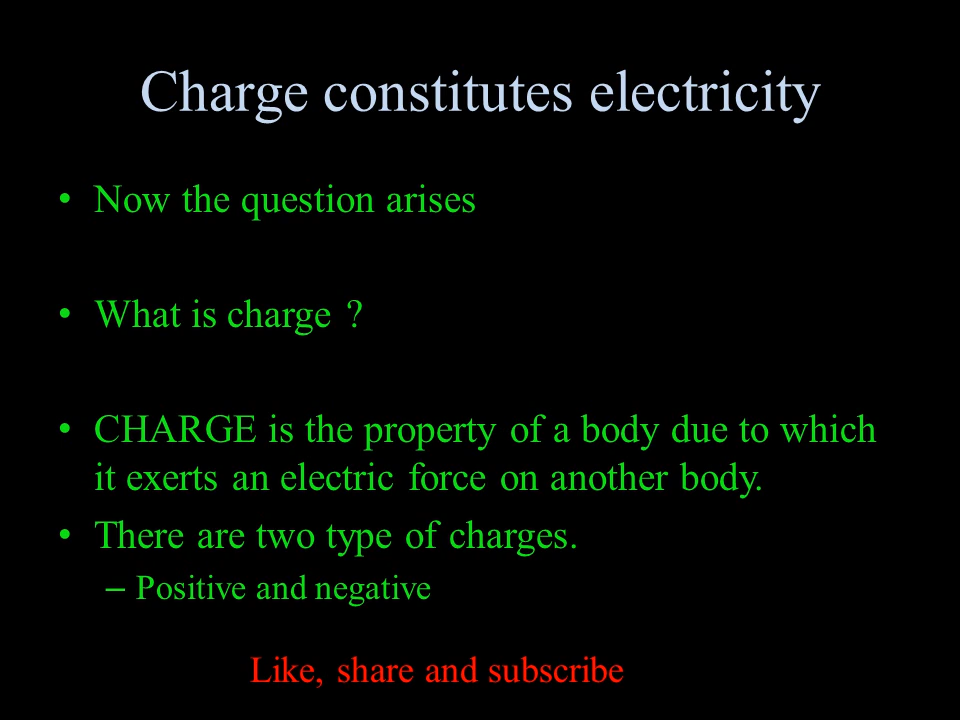 Charge constitutes electricity
• Now the question arises
• What is charge ?
• CHARGE is the property of a body due to which
it exerts an electric force on another body.
• There are two type of charges.
– Positive and negative
Like, share and subscribe